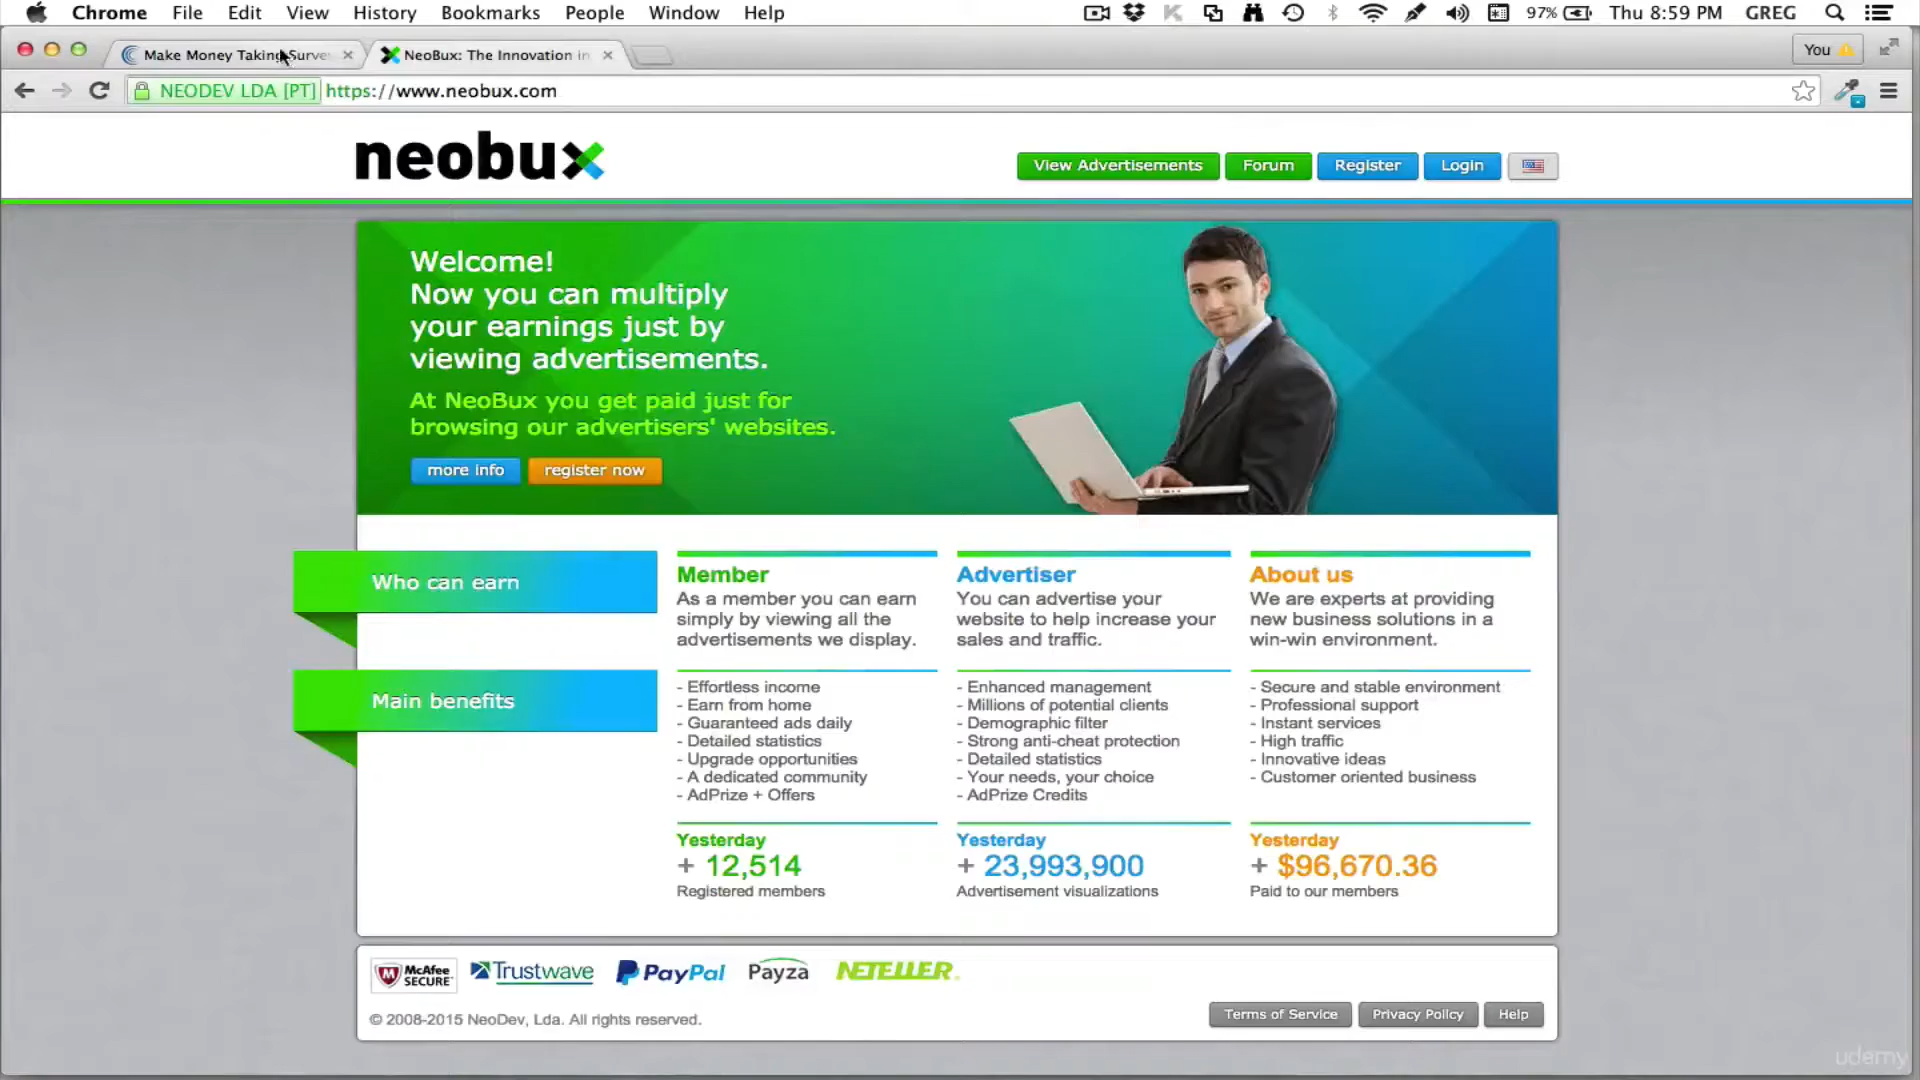 Chrome File Edit View History Bookmarks People Window Help 97% Thu 8:59 PM GREG
Make Money Taking Surve NeoBux: The Innovation in You
NEODEV LDA [PT] https://www.neobux.com
neobux
View Advertisements Forum Register Login
Welcome!
Now you can multiply
your earnings just by
viewing advertisements.
At NeoBux you get paid just for
browsing our advertisers' websites.
more info register now
Who can earn
Member
As a member you can earn
simply by viewing all the
advertisements we display.
Advertiser
You can advertise your
website to help increase your
sales and traffic.
About us
We are experts at providing
new business solutions in a
win-win environment.
Main benefits
- Effortless income
- Earn from home
- Guaranteed ads daily
- Detailed statistics
- Upgrade opportunities
- A dedicated community
- AdPrize + Offers
- Enhanced management
- Millions of potential clients
- Demographic filter
- Strong anti-cheat protection
- Detailed statistics
- Your needs, your choice
- AdPrize Credits
- Secure and stable environment
- Professional support
- Instant services
- High traffic
- Innovative ideas
- Customer oriented business
Yesterday
+ 12,514
Registered members
Yesterday
+ 23,993,900
Advertisement visualizations
Yesterday
+ $96,670.36
Paid to our members
McAfee
SECURE
Trustwave PayPal Payza NETELLER
© 2008-2015 NeoDev, Lda. All rights reserved.
Terms of Service Privacy Policy Help
udemy